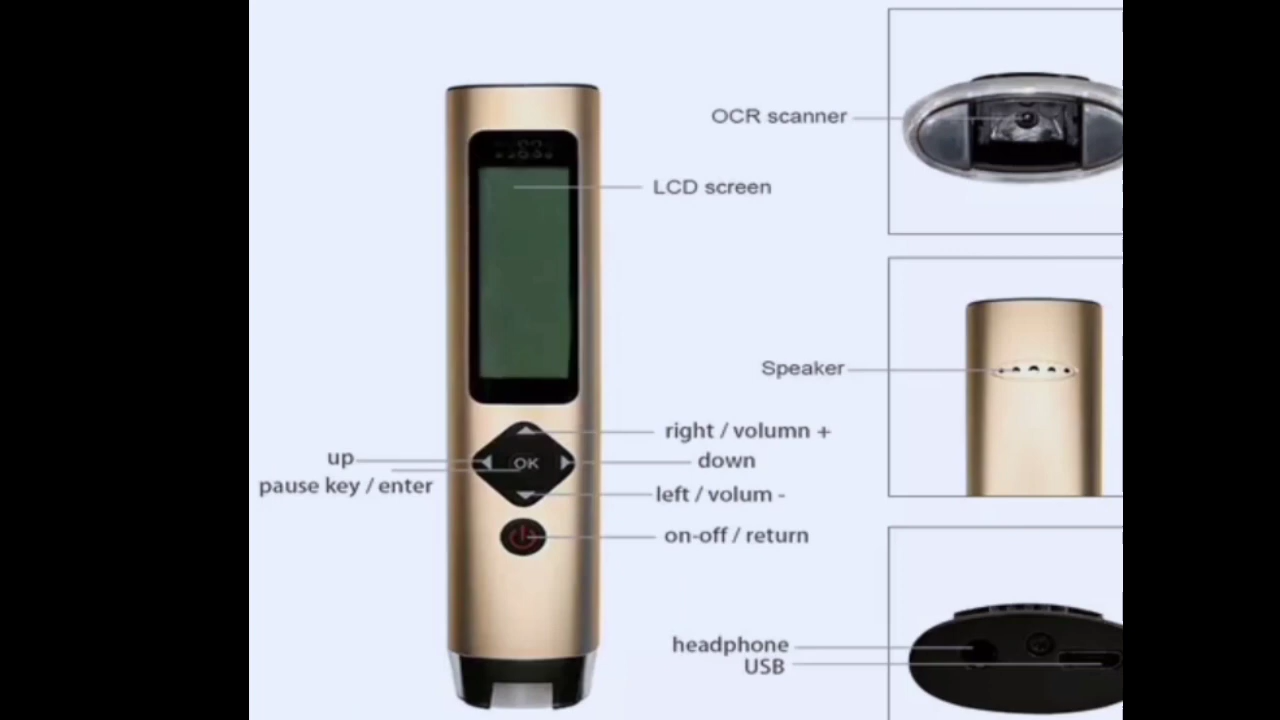 OCR scanner
LCD screen
Speaker
right / volumn +
up
down
OK
pause key / enter
left / volum -
on-off / return
headphone
USB